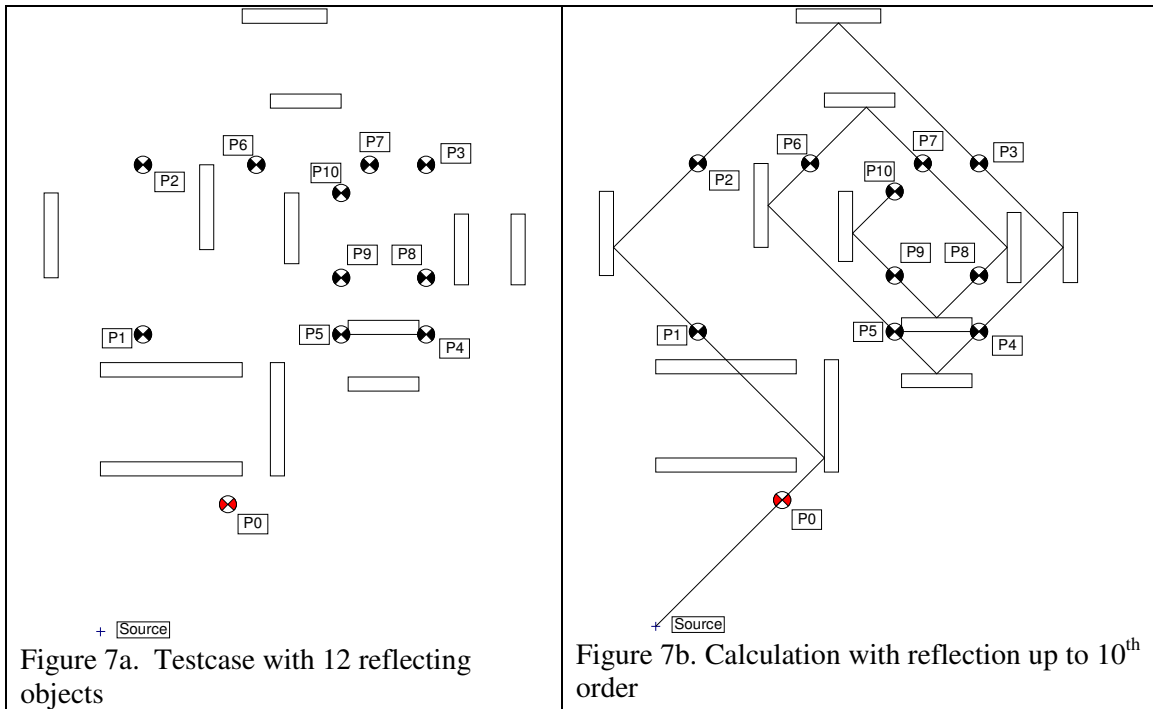 P6
P7
P3
P2
P10
P9
P8
P1
P5
P4
P0
Source
Figure 7a. Testcase with 12 reflecting
objects
P6
P7
P3
P2
P10
P9
P8
P1
P5
P4
P0
Source
Figure 7b. Calculation with reflection up to 10th
order